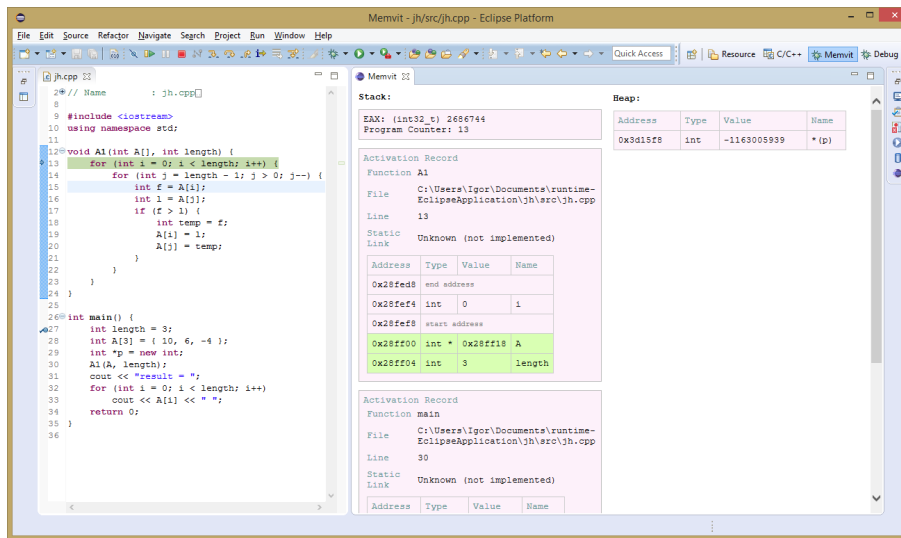 Memvit - jh/src/jh.cpp - Eclipse Platform
File Edit Source Refactor Navigate Search Project Run Window Help
Quick Access Resource C/C++ Memvit Debug
jh.cpp
Memvit
2 // Name : jh.cpp
8
9 #include <iostream>
10 using namespace std;
11
12 void A1(int A[], int length) {
13 for (int i = 0; i < length; i++) {
14 for (int j = length - 1; j > 0; j--) {
15 int f = A[i];
16 int l = A[j];
17 if (f > l) {
18 int temp = f;
19 A[i] = l;
20 A[j] = temp;
21 }
22 }
23 }
24 }
25
26 int main() {
27 int length = 3;
28 int A[3] = { 10, 6, -4 };
29 int *p = new int;
30 A1(A, length);
31 cout << "result = ";
32 for (int i = 0; i < length; i++)
33 cout << A[i] << " ";
34 return 0;
35 }
36
Stack:
EAX: (int32_t) 2686744
Program Counter: 13
Activation Record
Function A1
File C:\Users\Igor\Documents\runtime-
EclipseApplication\jh\src\jh.cpp
Line 13
Static
Link Unknown (not implemented)
Address Type Value Name
0x28fed8 end address
0x28fef4 int 0 i
0x28fef8 start address
0x28ff00 int * 0x28ff18 A
0x28ff04 int 3 length
Activation Record
Function main
File C:\Users\Igor\Documents\runtime-
EclipseApplication\jh\src\jh.cpp
Line 30
Static
Link Unknown (not implemented)
Address Type Value Name
Heap:
Address Type Value Name
0x3d15f8 int -1163005939 *(p)